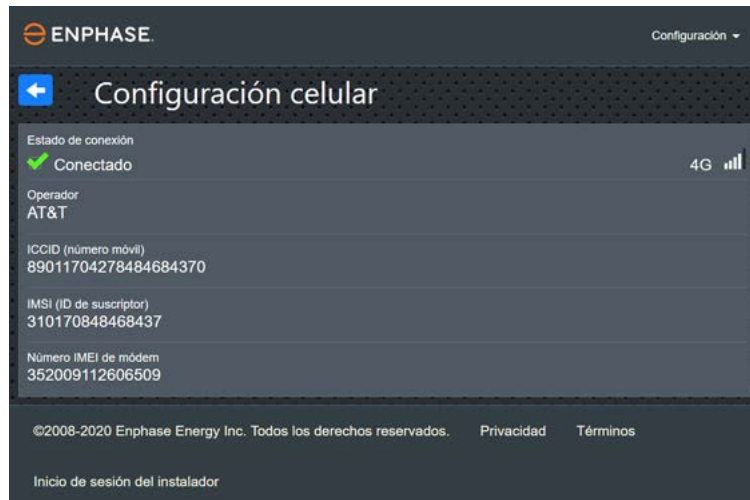 ENPHASE.
Configuración
Configuración celular
Estado de conexión
Conectado
4G
Operador
AT&T
ICCID (número móvil)
89011704278484684370
IMSI (ID de suscriptor)
310170848468437
Número IMEI de módem
352009112606509
©2008-2020 Enphase Energy Inc. Todos los derechos reservados. Privacidad Términos
Inicio de sesión del instalador